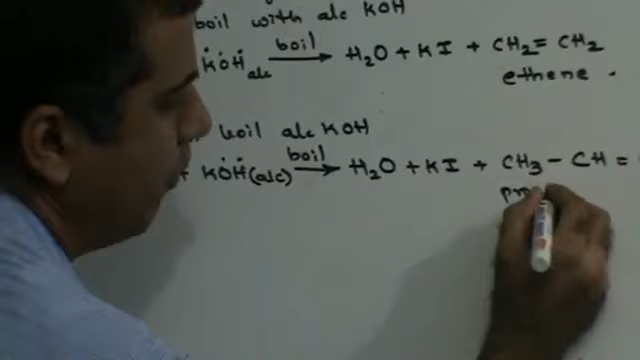 boil with alc KOH
KOH alc boil → H₂O + KI + CH₂ = CH₂
ethene .
boil alc KOH
+ KOH (alc) boil → H₂O + KI + CH₃ – CH =
pro